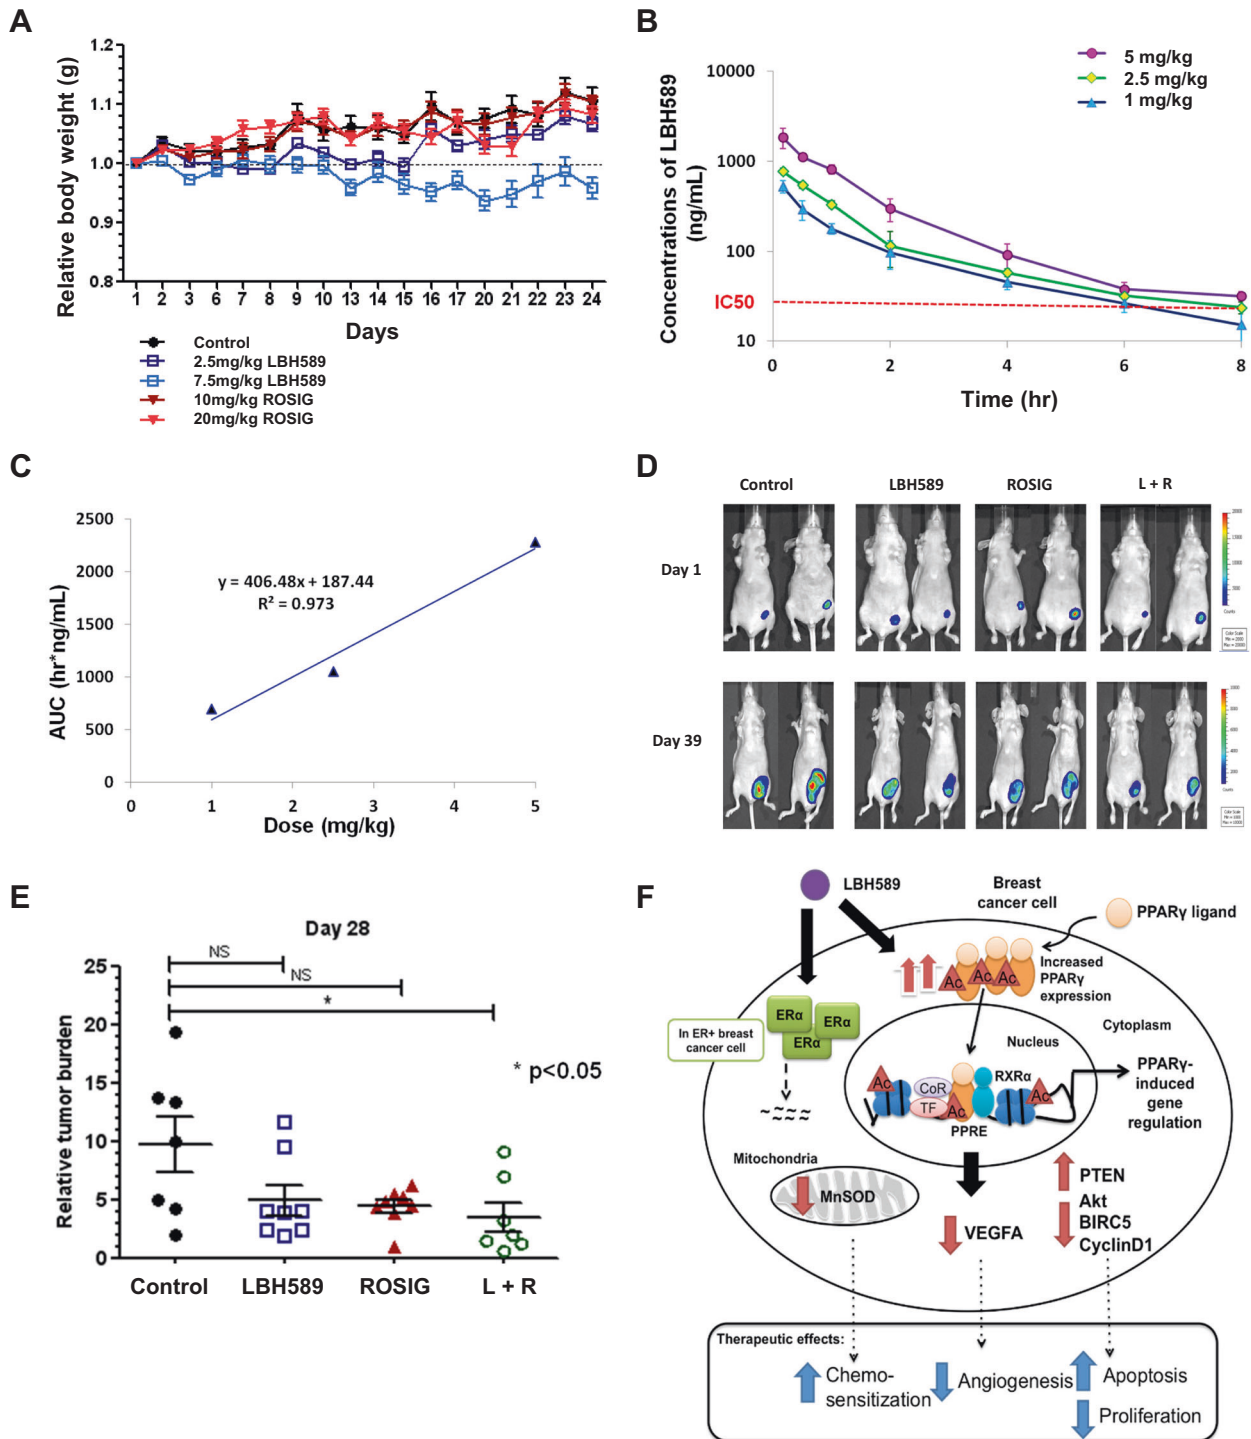 A
Relative body weight (g)
1.2
1.1
1.0
0.9
0.8
1 2 3 6 7 8 9 10 13 14 15 16 17 20 21 22 23 24
Days
Control
2.5mg/kg LBH589
7.5mg/kg LBH589
10mg/kg ROSIG
20mg/kg ROSIG
B
Concentrations of LBH589
(ng/mL)
5 mg/kg
2.5 mg/kg
1 mg/kg
10000
1000
100
IC50
10
0 2 4 6 8
Time (hr)
C
AUC (hr*ng/mL)
2500
2000
1500
1000
500
0
y = 406.48x + 187.44
R² = 0.973
0 1 2 3 4 5
Dose (mg/kg)
D
Control LBH589 ROSIG L + R
Day 1
Day 39
Counts
Color Scale
Counts
Color Scale
E
Day 28
Relative tumor burden
NS
NS
*
* p<0.05
25
20
15
10
5
0
Control LBH589 ROSIG L + R
F
LBH589
Breast
cancer cell
PPARγ ligand
Ac Ac Ac
Increased
PPARγ
expression
In ER+ breast
cancer cell
ERα ERα
ERα
Cytoplasm
Nucleus
Ac CoR RXRα Ac
TF Ac
PPRE
PPARγ-
induced
gene
regulation
Mitochondria
MnSOD
VEGFA
PTEN
Akt
BIRC5
CyclinD1
Therapeutic effects:
Chemo-
sensitization
Angiogenesis
Apoptosis
Proliferation